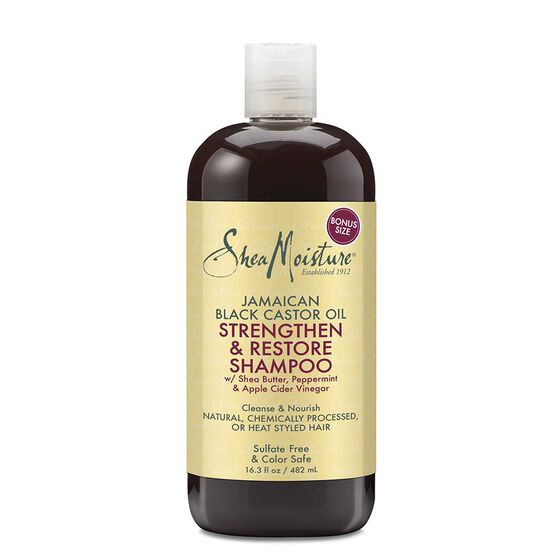 BONUS
SIZE
SheaMoisture®
Established 1912
JAMAICAN
BLACK CASTOR OIL
STRENGTHEN
& RESTORE
SHAMPOO
w/ Shea Butter, Peppermint
& Apple Cider Vinegar
Cleanse & Nourish
NATURAL, CHEMICALLY PROCESSED,
OR HEAT STYLED HAIR
Sulfate Free
& Color Safe
16.3 fl oz / 482 mL